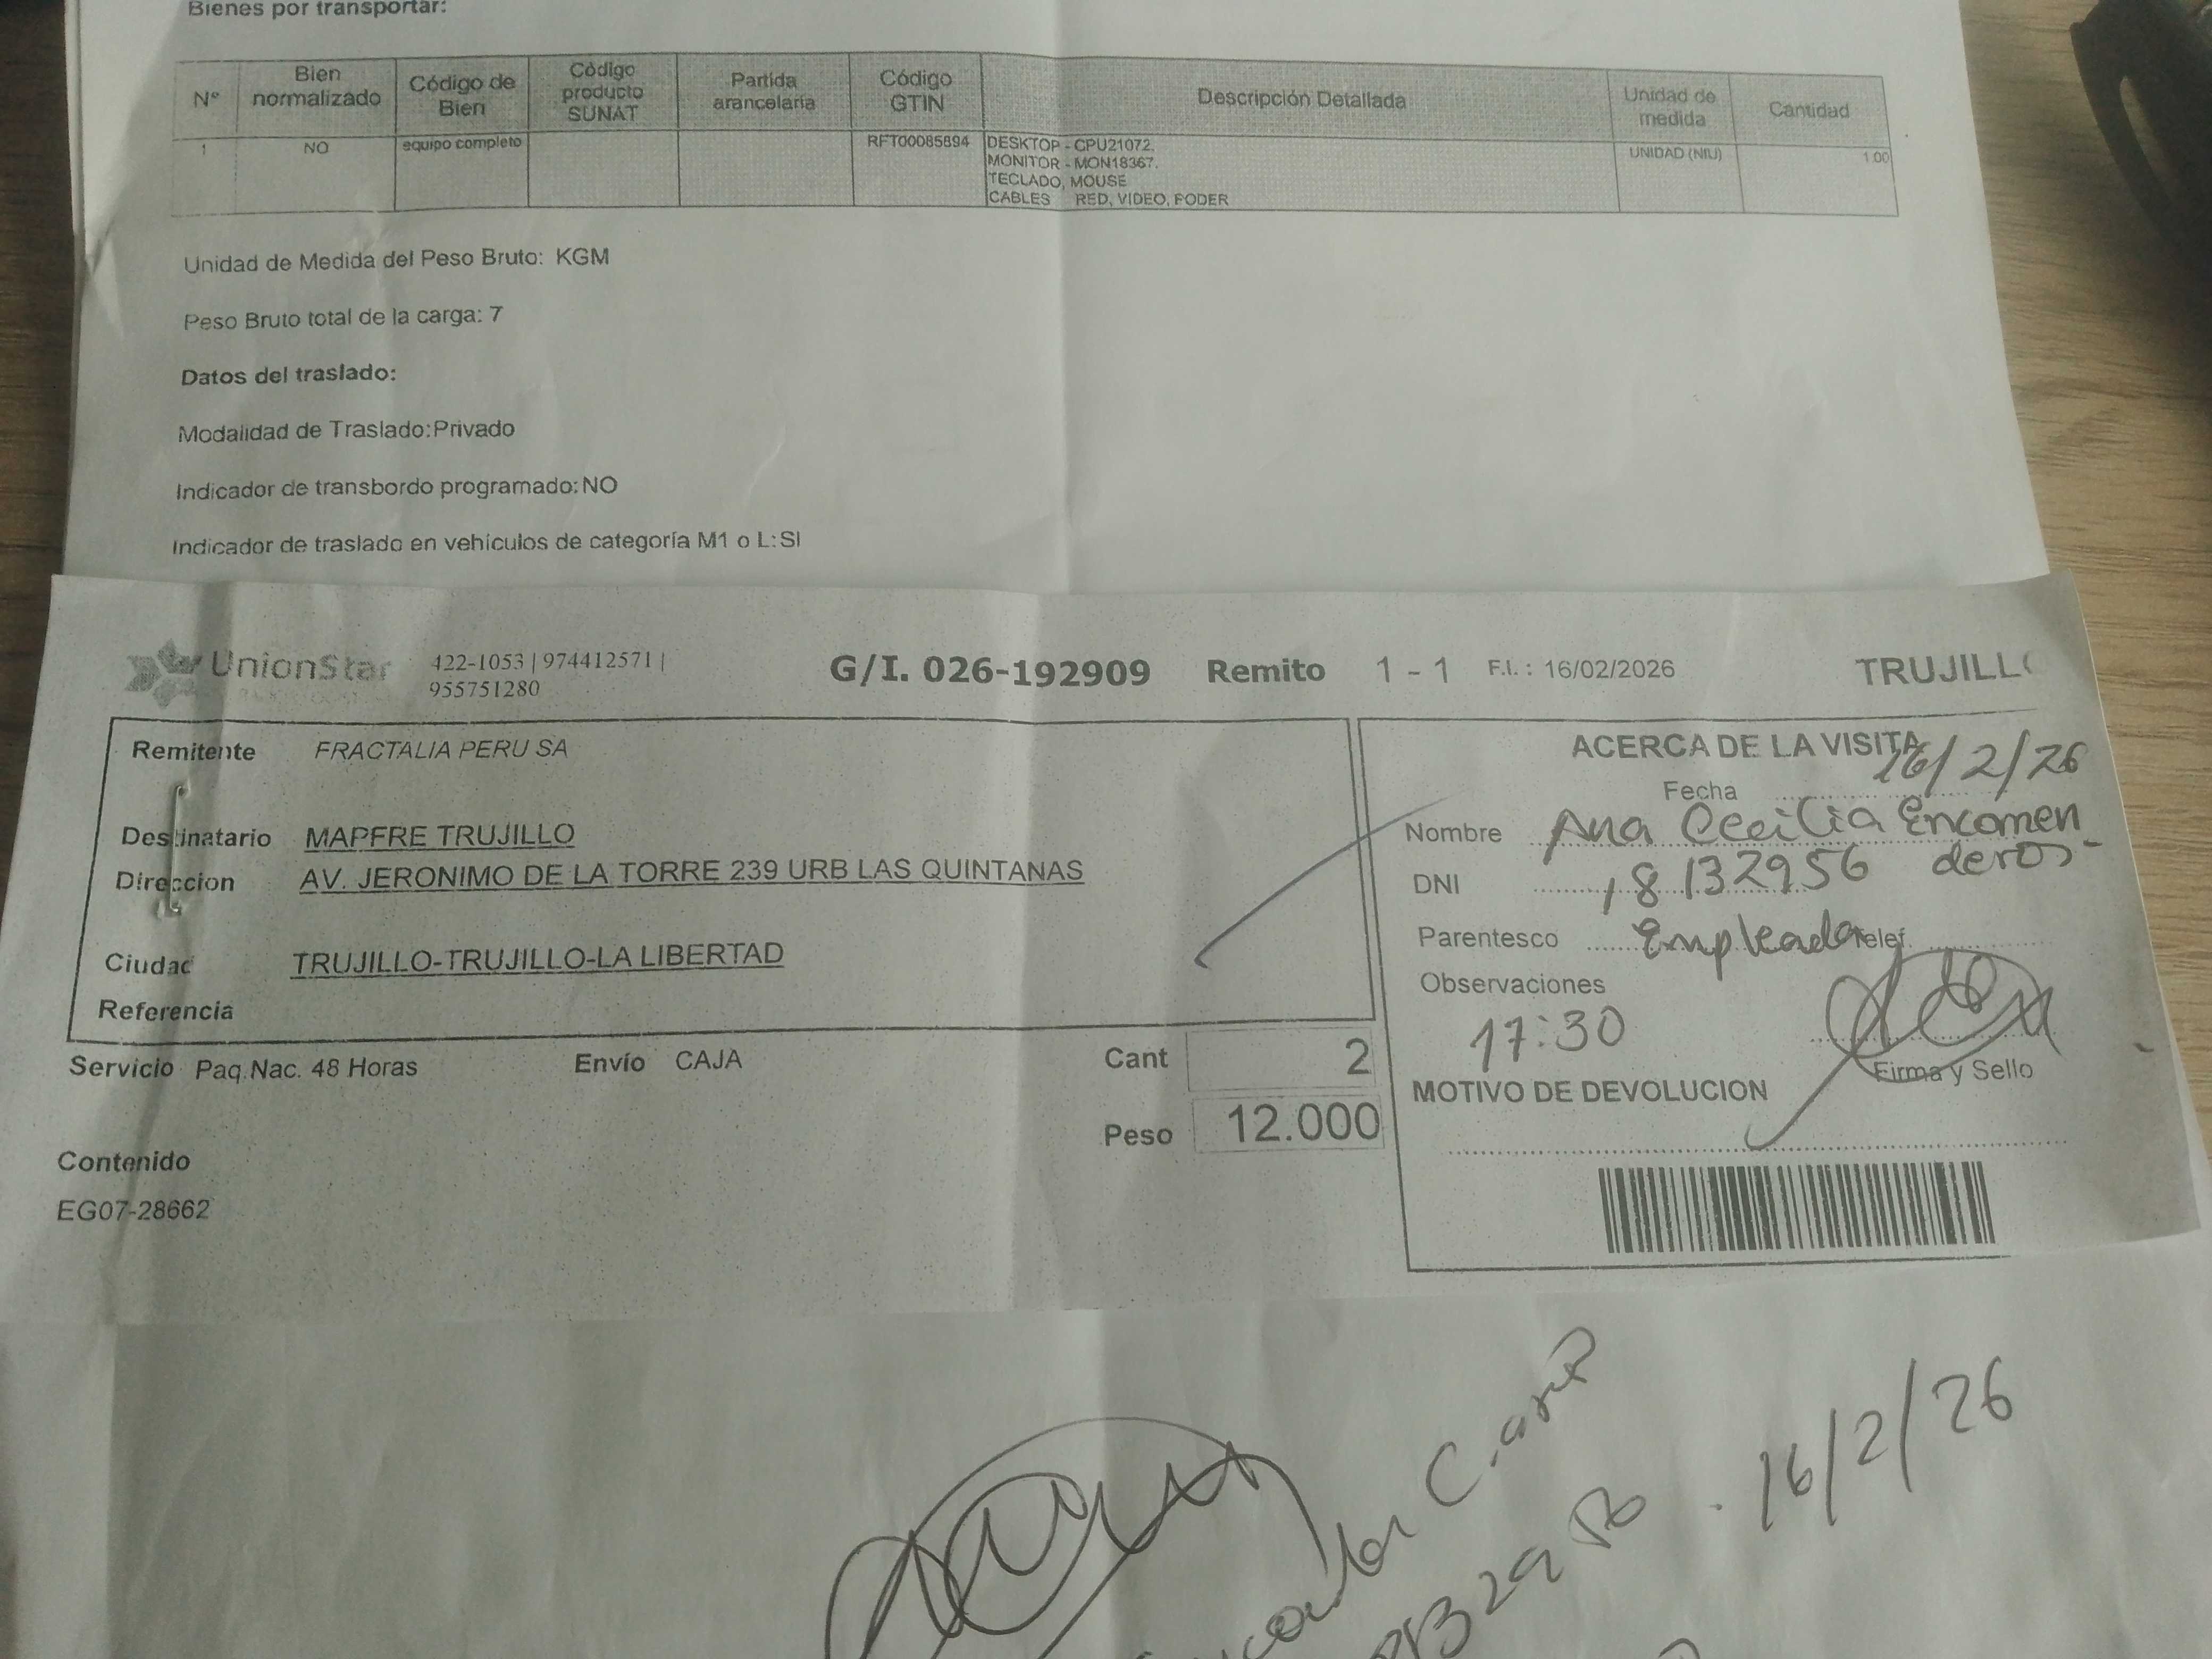 Bienes por transportar:
N° Bien normalizado Código de Bien Código producto SUNAT Partida arancelaria Código GTIN Descripción Detallada Unidad de medida Cantidad
1 NO equipo completo RFT00085894 DESKTOP - CPU21072. UNIDAD (NIU) 1.00
MONITOR - MON18367.
TECLADO, MOUSE
CABLES RED, VIDEO, PODER
Unidad de Medida del Peso Bruto: KGM
Peso Bruto total de la carga: 7
Datos del traslado:
Modalidad de Traslado:Privado
Indicador de transbordo programado:NO
Indicador de traslado en vehículos de categoría M1 o L:SI
UnionStar 422-1053 | 974412571 |
955751280
G/I. 026-192909 Remito 1 - 1 F.I. : 16/02/2026 TRUJILLO
Remitente FRACTALIA PERU SA
Destinatario MAPFRE TRUJILLO
Direccion AV. JERONIMO DE LA TORRE 239 URB LAS QUINTANAS
Ciudad TRUJILLO-TRUJILLO-LA LIBERTAD
Referencia
Servicio Paq.Nac. 48 Horas Envío CAJA Cant 2
Peso 12.000
Contenido
EG07-28662
ACERCA DE LA VISITA
Fecha 16/2/26
Nombre Ana Cecilia Encomen
deros
DNI 18132956
Parentesco Empleada Telef.
Observaciones
17:30
Firma y Sello
MOTIVO DE DEVOLUCION
16/2/26